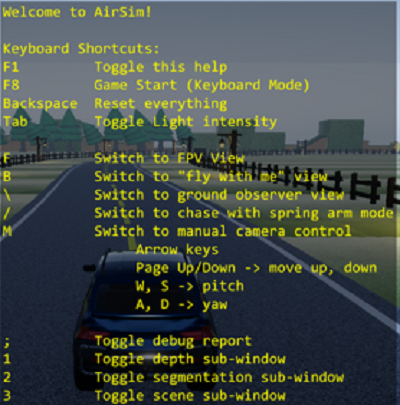 Welcome to AirSim!
Keyboard Shortcuts:
F1 Toggle this help
F8 Game Start (Keyboard Mode)
Backspace Reset everything
Tab Toggle Light intensity
F Switch to FPV View
B Switch to "fly with me" view
\ Switch to ground observer view
/ Switch to chase with spring arm mode
M Switch to manual camera control
Arrow keys
Page Up/Down -> move up, down
W, S -> pitch
A, D -> yaw
; Toggle debug report
1 Toggle depth sub-window
2 Toggle segmentation sub-window
3 Toggle scene sub-window